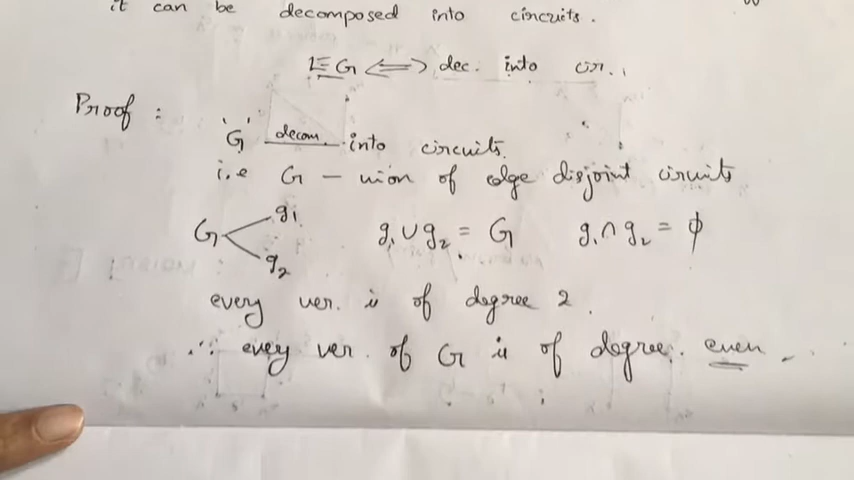 it can be decomposed into circuits.
EG <=> dec. into cir.
Proof :
'G' decom. into circuits.
i.e G - union of edge disjoint circuits
G g1 g1 ∪ g2 = G g1 ∩ g2 = φ
g2
every ver. is of degree 2.
∴ every ver. of G is of degree. even.